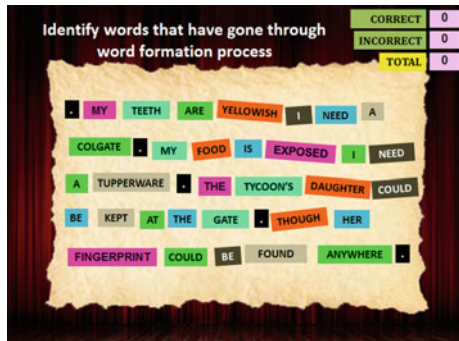 Identify words that have gone through
word formation process
CORRECT 0
INCORRECT 0
TOTAL 0
. MY TEETH ARE YELLOWISH I NEED A
COLGATE . MY FOOD IS EXPOSED I NEED
A TUPPERWARE . THE TYCOON'S DAUGHTER COULD
BE KEPT AT THE GATE . THOUGH HER
FINGERPRINT COULD BE FOUND ANYWHERE .